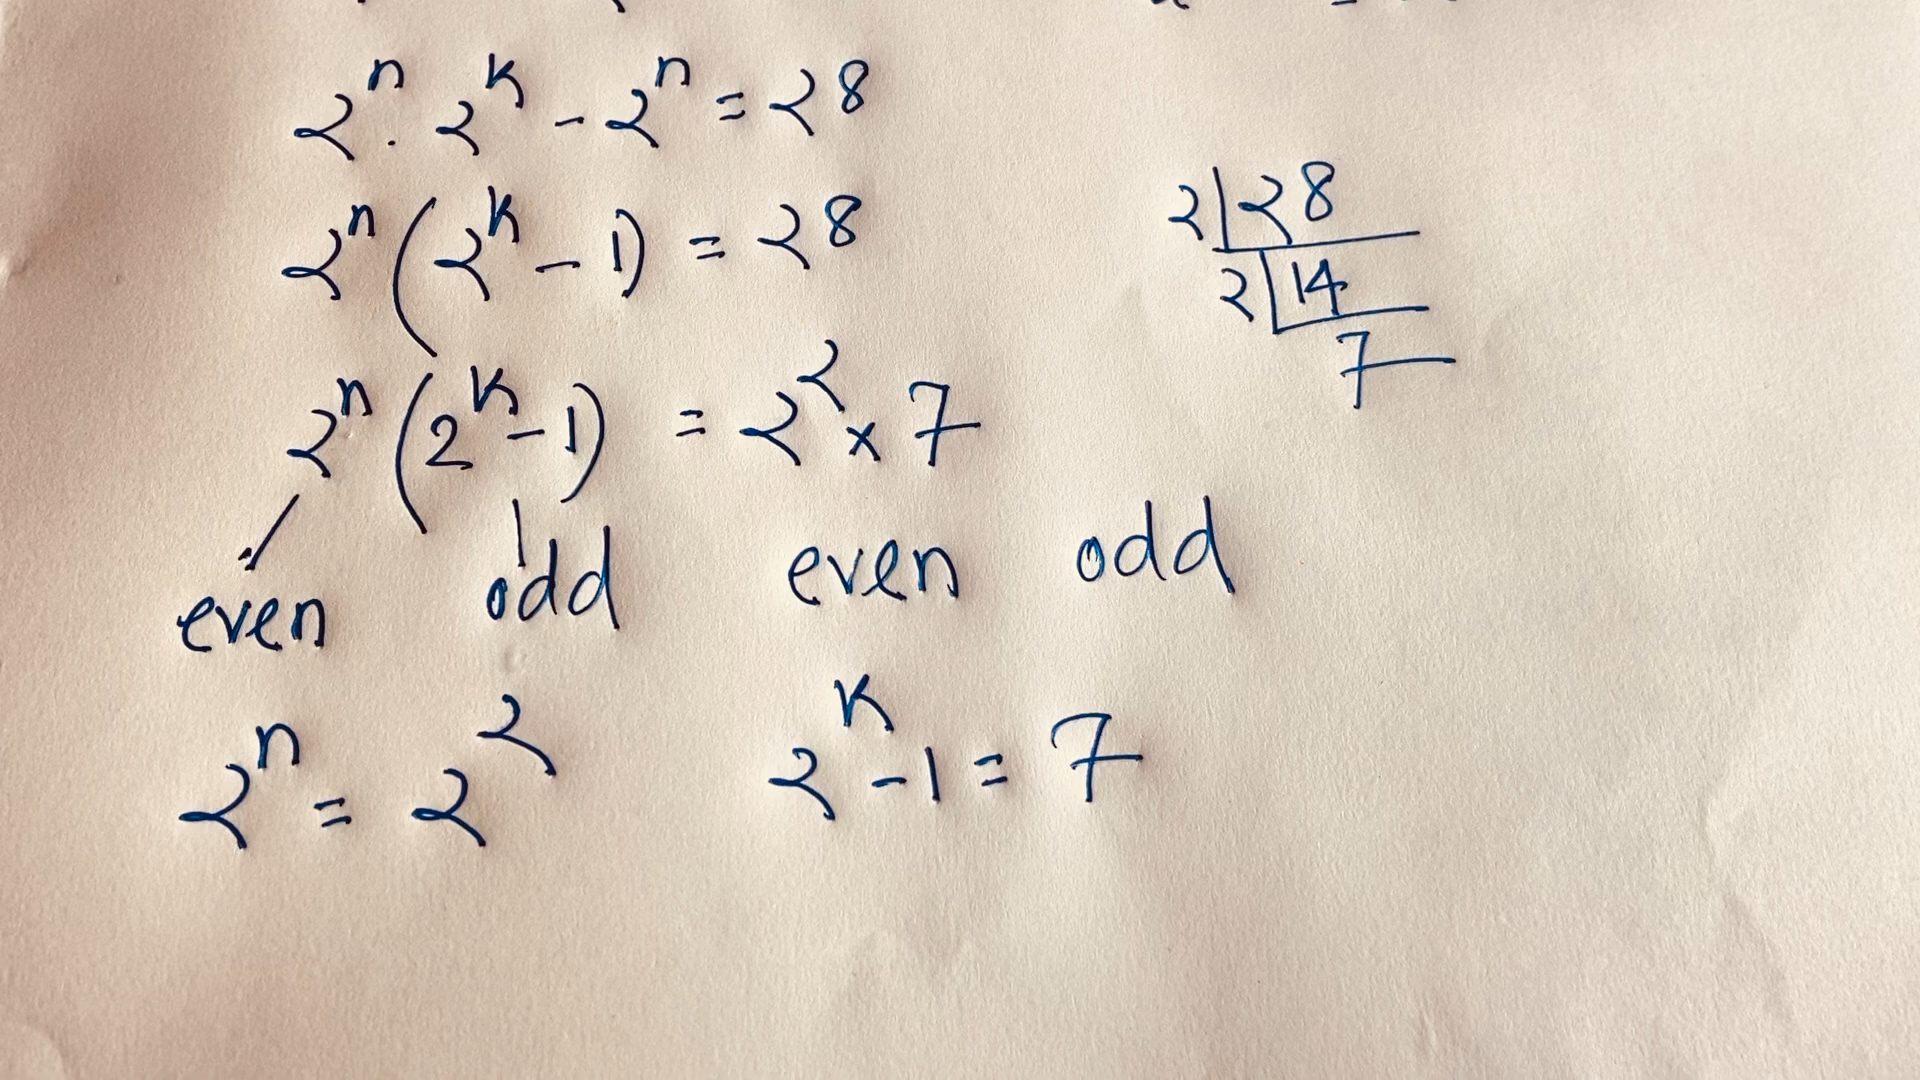 2ⁿ · 2ᵏ - 2ⁿ = 28
2ⁿ (2ᵏ - 1) = 28
2 | 28
2 | 14
7
2ⁿ (2ᵏ - 1) = 2² × 7
even odd even odd
2ⁿ = 2² 2ᵏ - 1 = 7